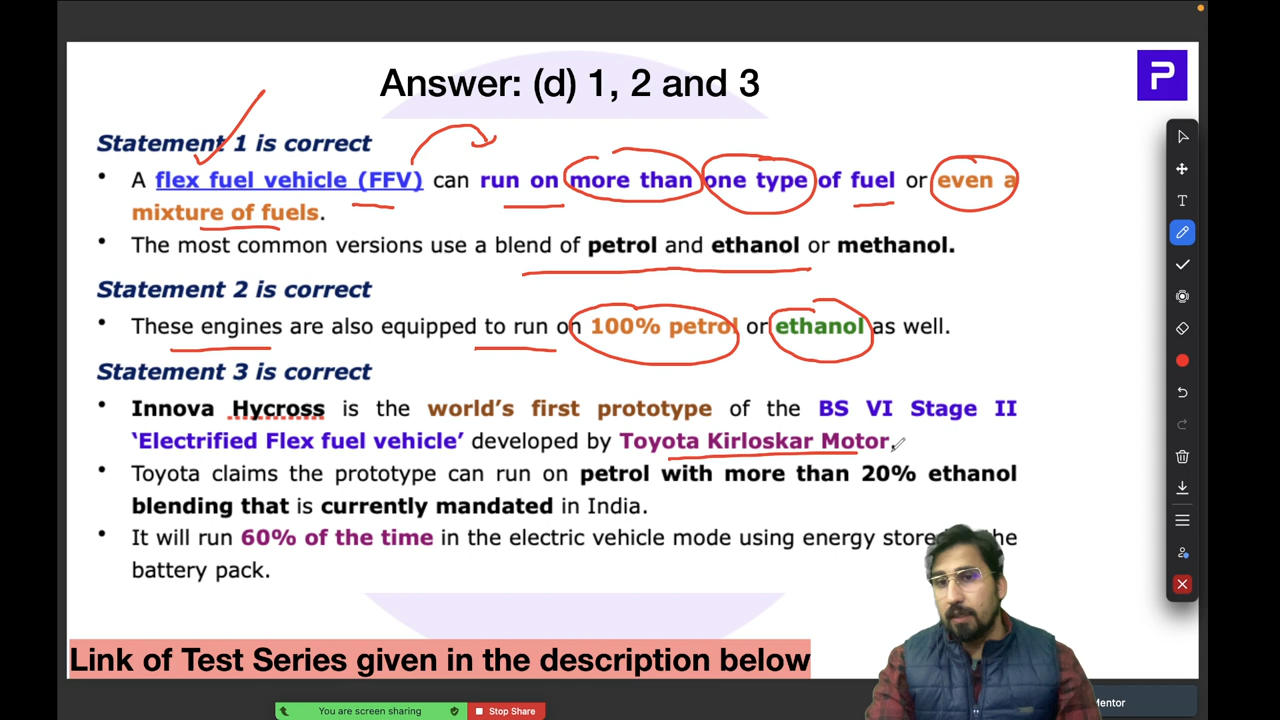 Answer: (d) 1, 2 and 3
P
Statement 1 is correct
• A flex fuel vehicle (FFV) can run on more than one type of fuel or even a
mixture of fuels.
• The most common versions use a blend of petrol and ethanol or methanol.
Statement 2 is correct
• These engines are also equipped to run on 100% petrol or ethanol as well.
Statement 3 is correct
• Innova Hycross is the world's first prototype of the BS VI Stage II
'Electrified Flex fuel vehicle' developed by Toyota Kirloskar Motor.
• Toyota claims the prototype can run on petrol with more than 20% ethanol
blending that is currently mandated in India.
• It will run 60% of the time in the electric vehicle mode using energy
battery pack.
Link of Test Series given in the description below
You are screen sharing
Stop Share
Mentor